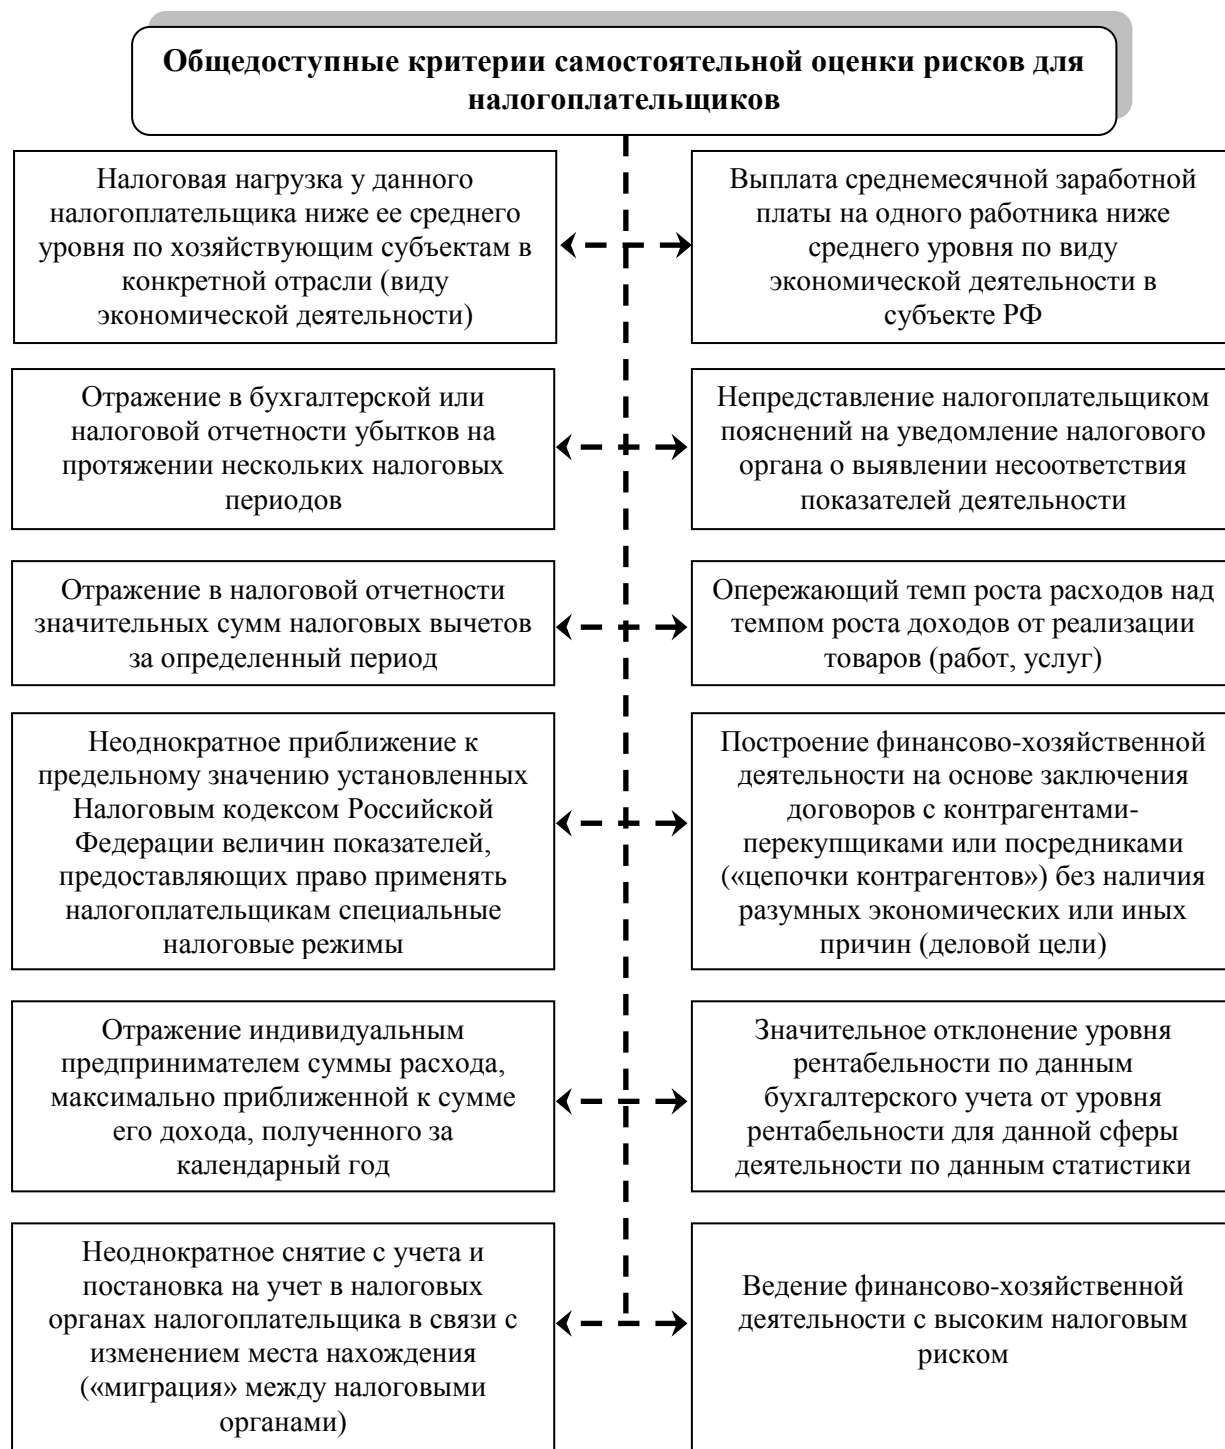 Общедоступные критерии самостоятельной оценки рисков для
налогоплательщиков
Налоговая нагрузка у данного
налогоплательщика ниже ее среднего
уровня по хозяйствующим субъектам в
конкретной отрасли (виду
экономической деятельности)
Выплата среднемесячной заработной
платы на одного работника ниже
среднего уровня по виду
экономической деятельности в
субъекте РФ
Отражение в бухгалтерской или
налоговой отчетности убытков на
протяжении нескольких налоговых
периодов
Непредставление налогоплательщиком
пояснений на уведомление налогового
органа о выявлении несоответствия
показателей деятельности
Отражение в налоговой отчетности
значительных сумм налоговых вычетов
за определенный период
Опережающий темп роста расходов над
темпом роста доходов от реализации
товаров (работ, услуг)
Неоднократное приближение к
предельному значению установленных
Налоговым кодексом Российской
Федерации величин показателей,
предоставляющих право применять
налогоплательщикам специальные
налоговые режимы
Построение финансово-хозяйственной
деятельности на основе заключения
договоров с контрагентами-
перекупщиками или посредниками
(«цепочки контрагентов») без наличия
разумных экономических или иных
причин (деловой цели)
Отражение индивидуальным
предпринимателем суммы расхода,
максимально приближенной к сумме
его дохода, полученного за
календарный год
Значительное отклонение уровня
рентабельности по данным
бухгалтерского учета от уровня
рентабельности для данной сферы
деятельности по данным статистики
Неоднократное снятие с учета и
постановка на учет в налоговых
органах налогоплательщика в связи с
изменением места нахождения
(«миграция» между налоговыми
органами)
Ведение финансово-хозяйственной
деятельности с высоким налоговым
риском